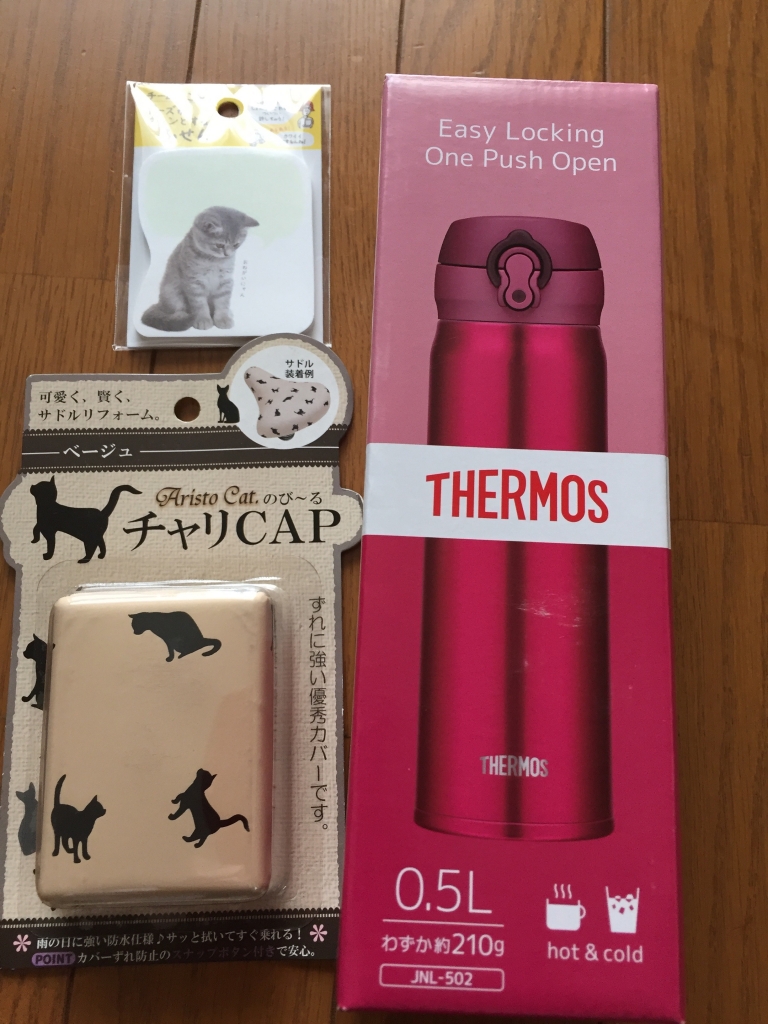 Easy Locking
One Push Open
THERMOS
THERMOS
0.5L
わずか約210g
JNL-502
hot & cold
サドル
装着例
可愛く、賢く、
サドルリフォーム。
ベージュ
Aristo Cat. のび~る
チャリCAP
ずれに強い優秀カバーです。
雨の日に強い防水仕様♪サッと拭いてすぐ乗れる!
POINT カバーずれ防止のスナップボタン付きで安心。